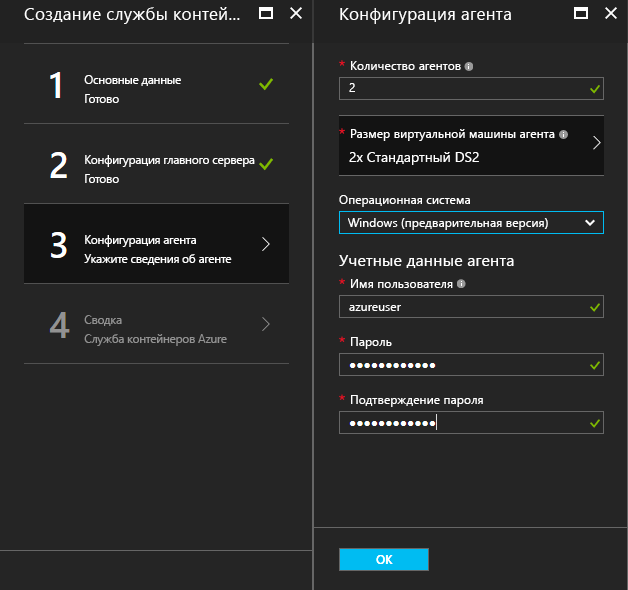 Создание службы контей...
1
Основные данные
Готово
2
Конфигурация главного сервера
Готово
3
Конфигурация агента
Укажите сведения об агенте
4
Сводка
Служба контейнеров Azure
Конфигурация агента
* Количество агентов
2
* Размер виртуальной машины агента
2x Стандартный DS2
Операционная система
Windows (предварительная версия)
Учетные данные агента
* Имя пользователя
azureuser
* Пароль
••••••••••••
* Подтверждение пароля
••••••••••••
ОК